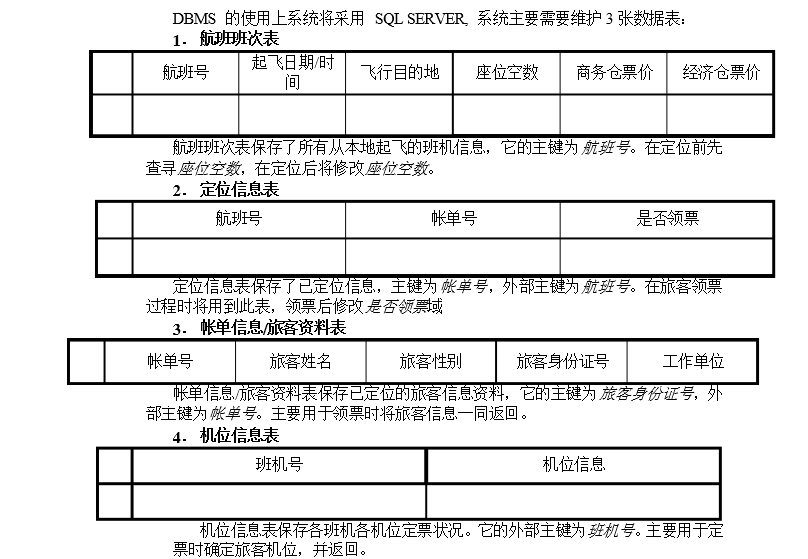 DBMS 的使用上系统将采用 SQL SERVER, 系统主要需要维护 3 张数据表：
1． 航班班次表
航班号 起飞日期/时间 飞行目的地 座位空数 商务仓票价 经济仓票价
航班班次表保存了所有从本地起飞的班机信息，它的主键为航班号。在定位前先
查寻座位空数，在定位后将修改座位空数。
2． 定位信息表
航班号 帐单号 是否领票
定位信息表保存了已定位信息，主键为帐单号，外部主键为航班号。在旅客领票
过程时将用到此表，领票后修改是否领票域
3． 帐单信息/旅客资料表
帐单号 旅客姓名 旅客性别 旅客身份证号 工作单位
帐单信息/旅客资料表保存已定位的旅客信息资料，它的主键为旅客身份证号，外
部主键为帐单号。主要用于领票时将旅客信息一同返回。
4． 机位信息表
班机号 机位信息
机位信息表保存各班机各机位定票状况。它的外部主键为班机号。主要用于定
票时确定旅客机位，并返回。